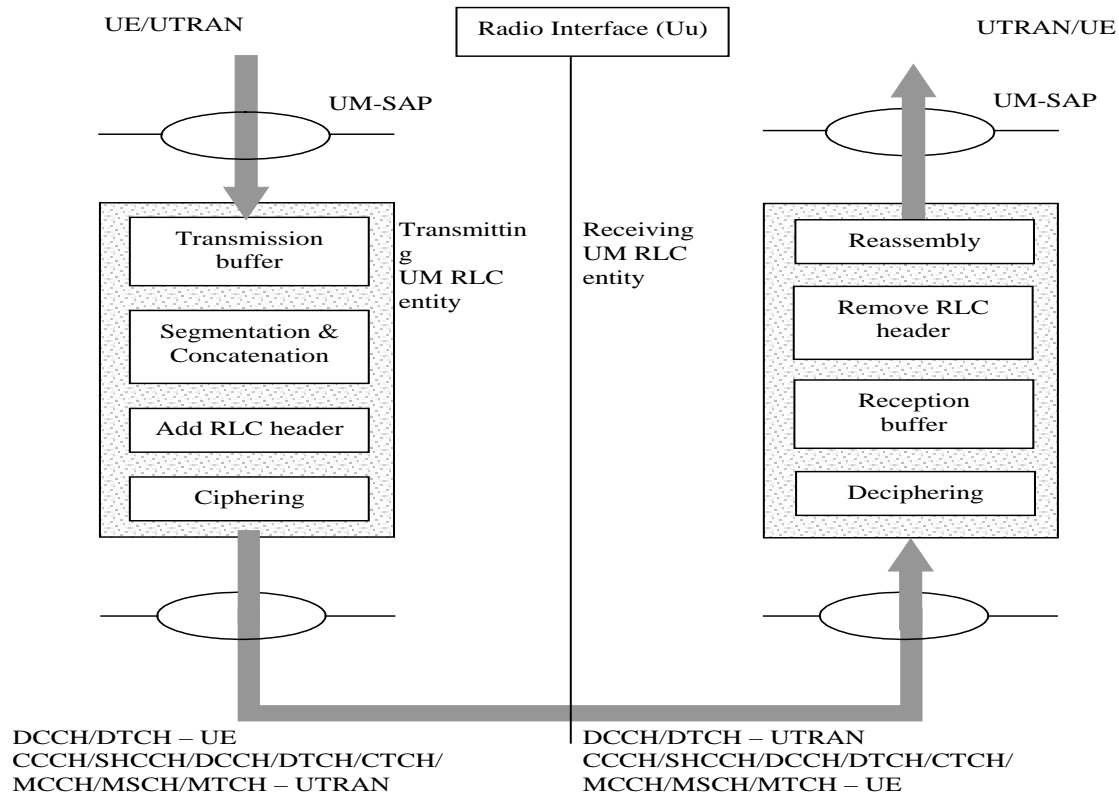 UE/UTRAN
Radio Interface (Uu)
UTRAN/UE
UM-SAP
UM-SAP
Transmission
buffer
Segmentation &
Concatenation
Add RLC header
Ciphering
Transmittin
g
UM RLC
entity
Receiving
UM RLC
entity
Reassembly
Remove RLC
header
Reception
buffer
Deciphering
DCCH/DTCH – UE
CCCH/SHCCH/DCCH/DTCH/CTCH/
MCCH/MSCH/MTCH – UTRAN
DCCH/DTCH – UTRAN
CCCH/SHCCH/DCCH/DTCH/CTCH/
MCCH/MSCH/MTCH – UE